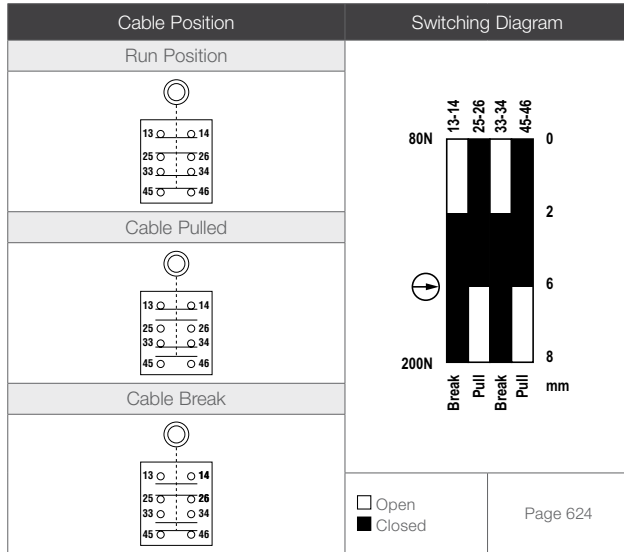 Cable Position
Switching Diagram
Run Position
13 14
25 26
33 34
45 46
Cable Pulled
13 14
25 26
33 34
45 46
Cable Break
13 14
25 26
33 34
45 46
13-14 25-26 33-34 45-46
80N 0
2
6
200N 8
Break Pull Break Pull mm
Open
Closed
Page 624